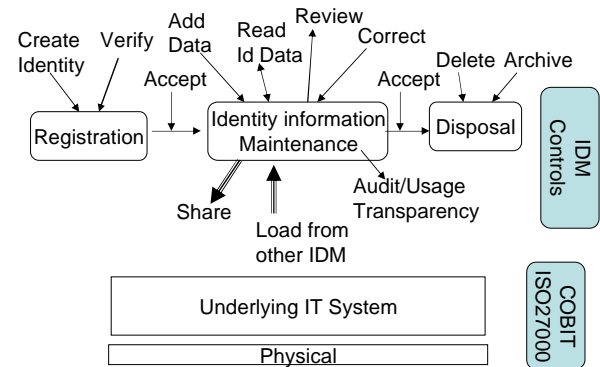 Create
Identity
Verify
Accept
Add
Data
Read
Id Data
Review
Correct
Accept
Delete
Archive
Registration
Identity information
Maintenance
Disposal
Share
Load from
other IDM
Audit/Usage
Transparency
IDM
Controls
Underlying IT System
Physical
COBIT
ISO27000